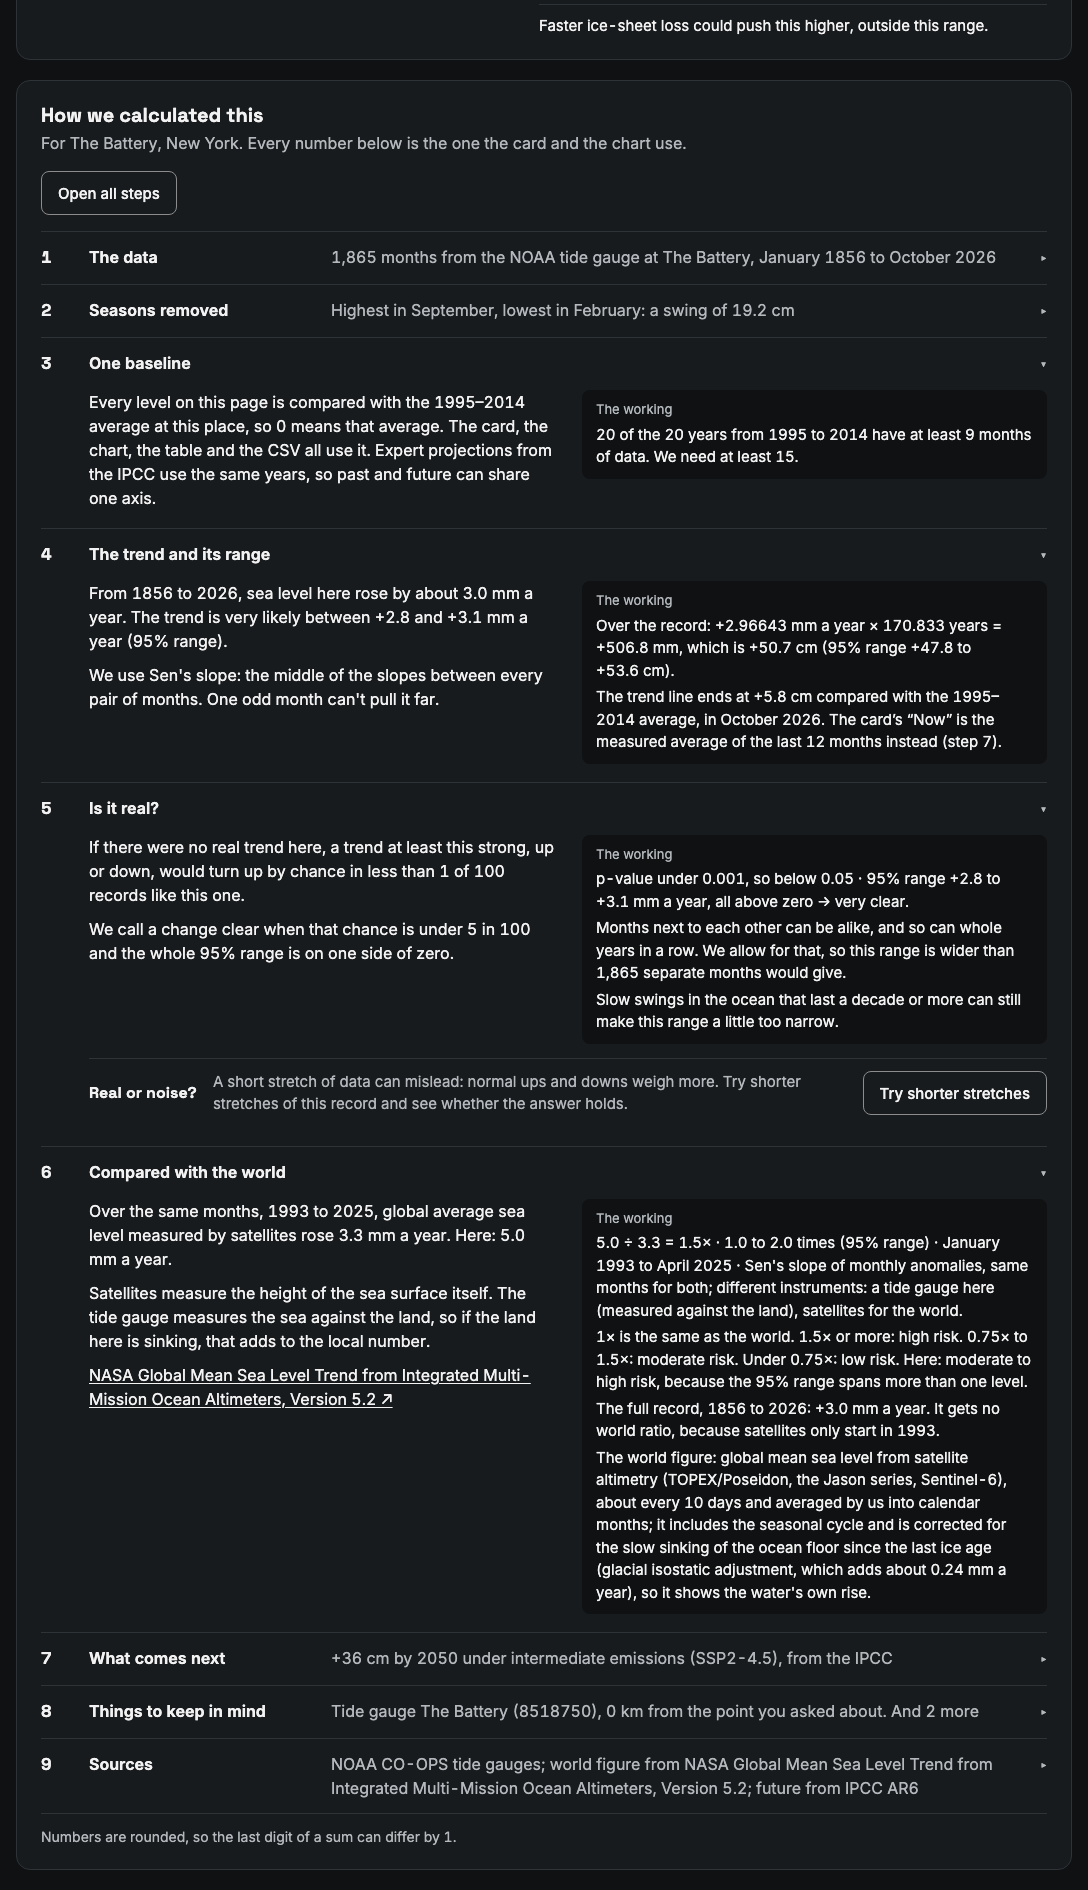 Faster ice-sheet loss could push this higher, outside this range.
How we calculated this
For The Battery, New York. Every number below is the one the card and the chart use.
Open all steps
1 The data 1,865 months from the NOAA tide gauge at The Battery, January 1856 to October 2026 ▸
2 Seasons removed Highest in September, lowest in February: a swing of 19.2 cm ▸
3 One baseline ▾
Every level on this page is compared with the 1995–2014
average at this place, so 0 means that average. The card, the
chart, the table and the CSV all use it. Expert projections from
the IPCC use the same years, so past and future can share
one axis.
The working
20 of the 20 years from 1995 to 2014 have at least 9 months
of data. We need at least 15.
4 The trend and its range ▾
From 1856 to 2026, sea level here rose by about 3.0 mm a
year. The trend is very likely between +2.8 and +3.1 mm a
year (95% range).
We use Sen's slope: the middle of the slopes between every
pair of months. One odd month can't pull it far.
The working
Over the record: +2.96643 mm a year × 170.833 years =
+506.8 mm, which is +50.7 cm (95% range +47.8 to
+53.6 cm).
The trend line ends at +5.8 cm compared with the 1995–
2014 average, in October 2026. The card’s “Now” is the
measured average of the last 12 months instead (step 7).
5 Is it real? ▾
If there were no real trend here, a trend at least this strong, up
or down, would turn up by chance in less than 1 of 100
records like this one.
We call a change clear when that chance is under 5 in 100
and the whole 95% range is on one side of zero.
The working
p-value under 0.001, so below 0.05 · 95% range +2.8 to
+3.1 mm a year, all above zero → very clear.
Months next to each other can be alike, and so can whole
years in a row. We allow for that, so this range is wider than
1,865 separate months would give.
Slow swings in the ocean that last a decade or more can still
make this range a little too narrow.
Real or noise?
A short stretch of data can mislead: normal ups and downs weigh more. Try shorter
stretches of this record and see whether the answer holds.
Try shorter stretches
6 Compared with the world ▾
Over the same months, 1993 to 2025, global average sea
level measured by satellites rose 3.3 mm a year. Here: 5.0
mm a year.
Satellites measure the height of the sea surface itself. The
tide gauge measures the sea against the land, so if the land
here is sinking, that adds to the local number.
NASA Global Mean Sea Level Trend from Integrated Multi-
Mission Ocean Altimeters, Version 5.2 ↗
The working
5.0 ÷ 3.3 = 1.5× · 1.0 to 2.0 times (95% range) · January
1993 to April 2025 · Sen's slope of monthly anomalies, same
months for both; different instruments: a tide gauge here
(measured against the land), satellites for the world.
1× is the same as the world. 1.5× or more: high risk. 0.75× to
1.5×: moderate risk. Under 0.75×: low risk. Here: moderate to
high risk, because the 95% range spans more than one level.
The full record, 1856 to 2026: +3.0 mm a year. It gets no
world ratio, because satellites only start in 1993.
The world figure: global mean sea level from satellite
altimetry (TOPEX/Poseidon, the Jason series, Sentinel-6),
about every 10 days and averaged by us into calendar
months; it includes the seasonal cycle and is corrected for
the slow sinking of the ocean floor since the last ice age
(glacial isostatic adjustment, which adds about 0.24 mm a
year), so it shows the water's own rise.
7 What comes next +36 cm by 2050 under intermediate emissions (SSP2-4.5), from the IPCC ▸
8 Things to keep in mind Tide gauge The Battery (8518750), 0 km from the point you asked about. And 2 more ▸
9 Sources NOAA CO-OPS tide gauges; world figure from NASA Global Mean Sea Level Trend from ▸
Integrated Multi-Mission Ocean Altimeters, Version 5.2; future from IPCC AR6
Numbers are rounded, so the last digit of a sum can differ by 1.